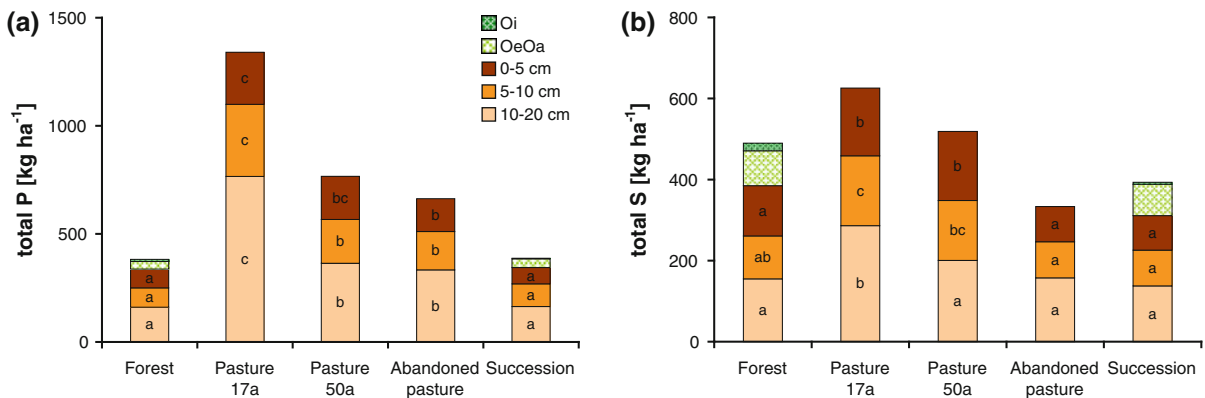 (a)
total P [kg ha⁻¹]
1500
1000
500
0
Oi
OeOa
0-5 cm
5-10 cm
10-20 cm
a
a
a
c
c
c
bc
b
b
b
b
b
a
a
a
Forest
Pasture 17a
Pasture 50a
Abandoned pasture
Succession
(b)
total S [kg ha⁻¹]
800
600
400
200
0
a
ab
a
b
c
b
b
bc
a
a
a
a
a
a
a
Forest
Pasture 17a
Pasture 50a
Abandoned pasture
Succession